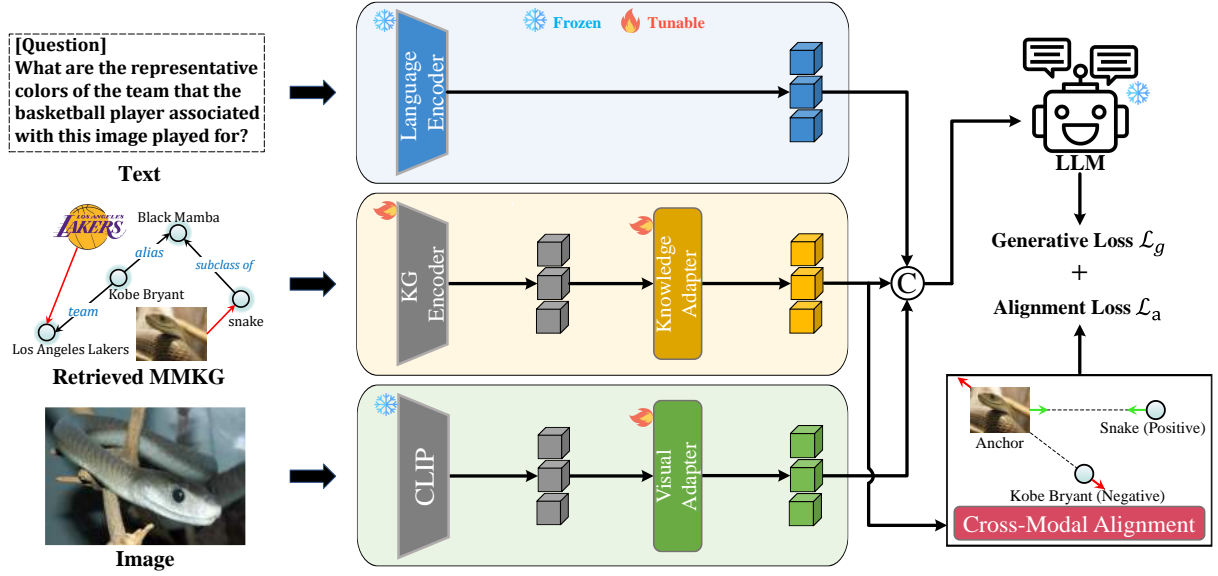 [Question]
What are the representative
colors of the team that the
basketball player associated
with this image played for?
Text
LOS ANGELES
LAKERS
Black Mamba
alias
subclass of
Kobe Bryant
team
snake
Los Angeles Lakers
Retrieved MMKG
Image
Frozen
Tunable
Language
Encoder
KG
Encoder
Knowledge
Adapter
CLIP
Visual
Adapter
C
LLM
Generative Loss ℒg
+
Alignment Loss ℒa
Anchor
Snake (Positive)
Kobe Bryant (Negative)
Cross-Modal Alignment